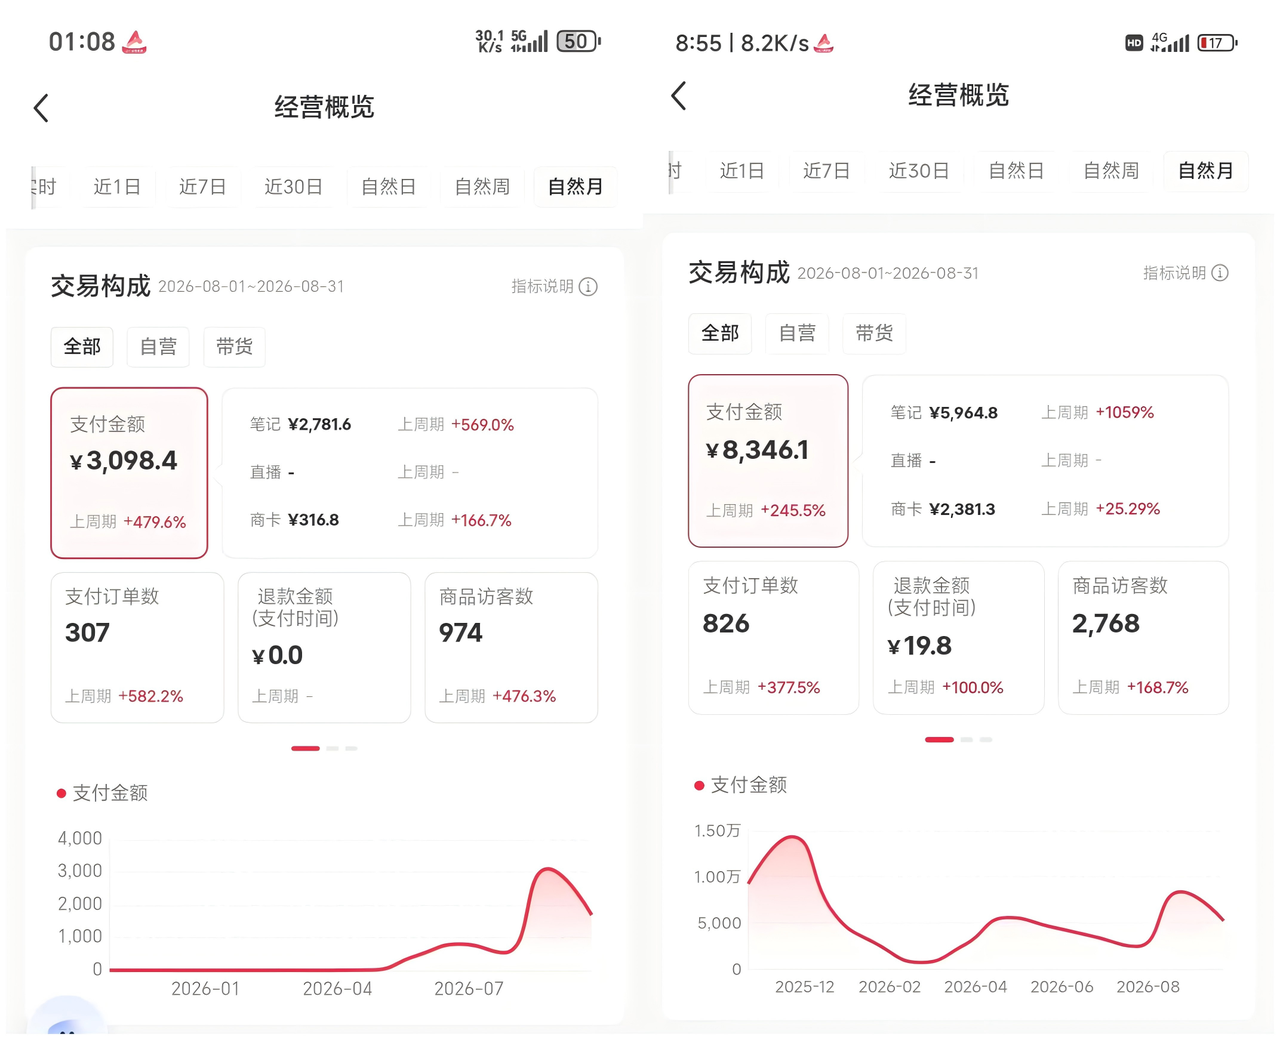 01:08
30.1 K/s 5G 50
经营概览
实时 近1日 近7日 近30日 自然日 自然周 自然月
交易构成 2026-08-01~2026-08-31 指标说明
全部 自营 带货
支付金额
¥3,098.4
上周期 +479.6%
笔记 ¥2,781.6 上周期 +569.0%
直播 - 上周期 -
商卡 ¥316.8 上周期 +166.7%
支付订单数
307
上周期 +582.2%
退款金额
(支付时间)
¥0.0
上周期 -
商品访客数
974
上周期 +476.3%
支付金额
4,000
3,000
2,000
1,000
0
2026-01 2026-04 2026-07
8:55 | 8.2K/s HD 4G 17
经营概览
时 近1日 近7日 近30日 自然日 自然周 自然月
交易构成 2026-08-01~2026-08-31 指标说明
全部 自营 带货
支付金额
¥8,346.1
上周期 +245.5%
笔记 ¥5,964.8 上周期 +1059%
直播 - 上周期 -
商卡 ¥2,381.3 上周期 +25.29%
支付订单数
826
上周期 +377.5%
退款金额
(支付时间)
¥19.8
上周期 +100.0%
商品访客数
2,768
上周期 +168.7%
支付金额
1.50万
1.00万
5,000
0
2025-12 2026-02 2026-04 2026-06 2026-08